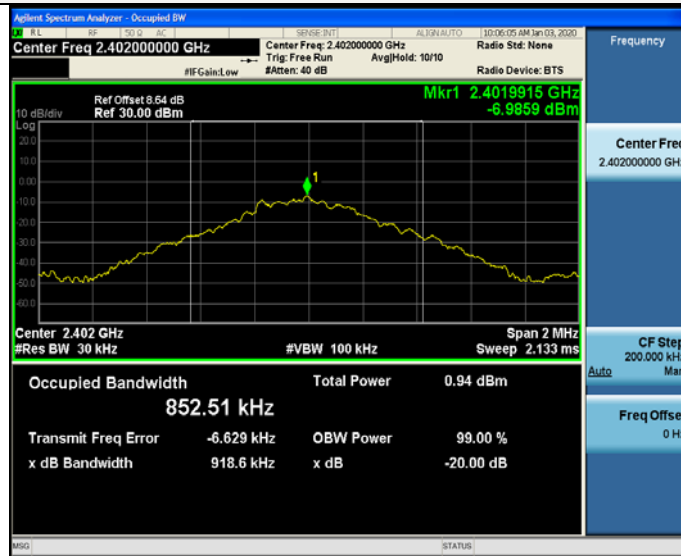 Agilent Spectrum Analyzer - Occupied BW
RL RF 50 Ω AC SENSE:INT ALIGNAUTO 10:06:05 AM Jan 03, 2020
Center Freq 2.402000000 GHz
Center Freq: 2.402000000 GHz
Radio Std: None
Trig: Free Run Avg|Hold: 10/10
#IFGain:Low #Atten: 40 dB Radio Device: BTS
Frequency
Ref Offset 8.64 dB
Mkr1 2.4019915 GHz
10 dB/div Ref 30.00 dBm
-6.9859 dBm
Log
20.0
10.0
0.00
-10.0
-20.0
-30.0
-40.0
-50.0
-60.0
1
Center 2.402 GHz Span 2 MHz
#Res BW 30 kHz #VBW 100 kHz Sweep 2.133 ms
Occupied Bandwidth Total Power 0.94 dBm
852.51 kHz
Transmit Freq Error -6.629 kHz OBW Power 99.00 %
x dB Bandwidth 918.6 kHz x dB -20.00 dB
Center Freq
2.402000000 GHz
CF Step
200.000 kHz
Auto Man
Freq Offse
0 Hz
MSG STATUS